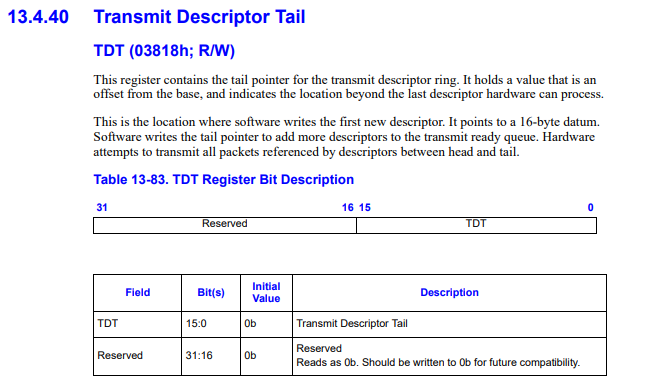 13.4.40 Transmit Descriptor Tail
TDT (03818h; R/W)
This register contains the tail pointer for the transmit descriptor ring. It holds a value that is an
offset from the base, and indicates the location beyond the last descriptor hardware can process.
This is the location where software writes the first new descriptor. It points to a 16-byte datum.
Software writes the tail pointer to add more descriptors to the transmit ready queue. Hardware
attempts to transmit all packets referenced by descriptors between head and tail.
Table 13-83. TDT Register Bit Description
31 16 15 0
Reserved TDT
Field Bit(s) Initial Value Description
TDT 15:0 0b Transmit Descriptor Tail
Reserved 31:16 0b Reserved
Reads as 0b. Should be written to 0b for future compatibility.